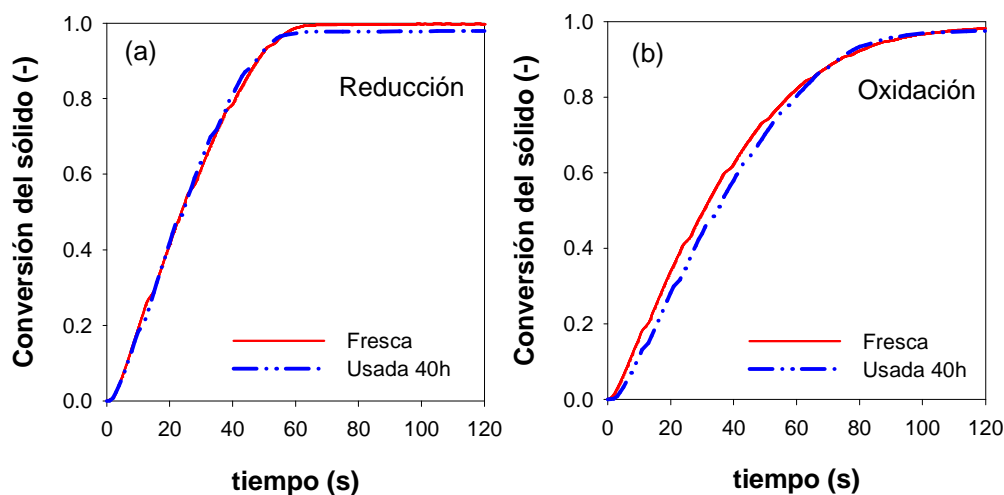 (a)
Reducción
Conversión del sólido (-)
1.0
0.8
0.6
0.4
0.2
0.0
Fresca
Usada 40h
0 20 40 60 80 100 120
tiempo (s)
(b)
Oxidación
Conversión del sólido (-)
1.0
0.8
0.6
0.4
0.2
0.0
Fresca
Usada 40h
0 20 40 60 80 100 120
tiempo (s)